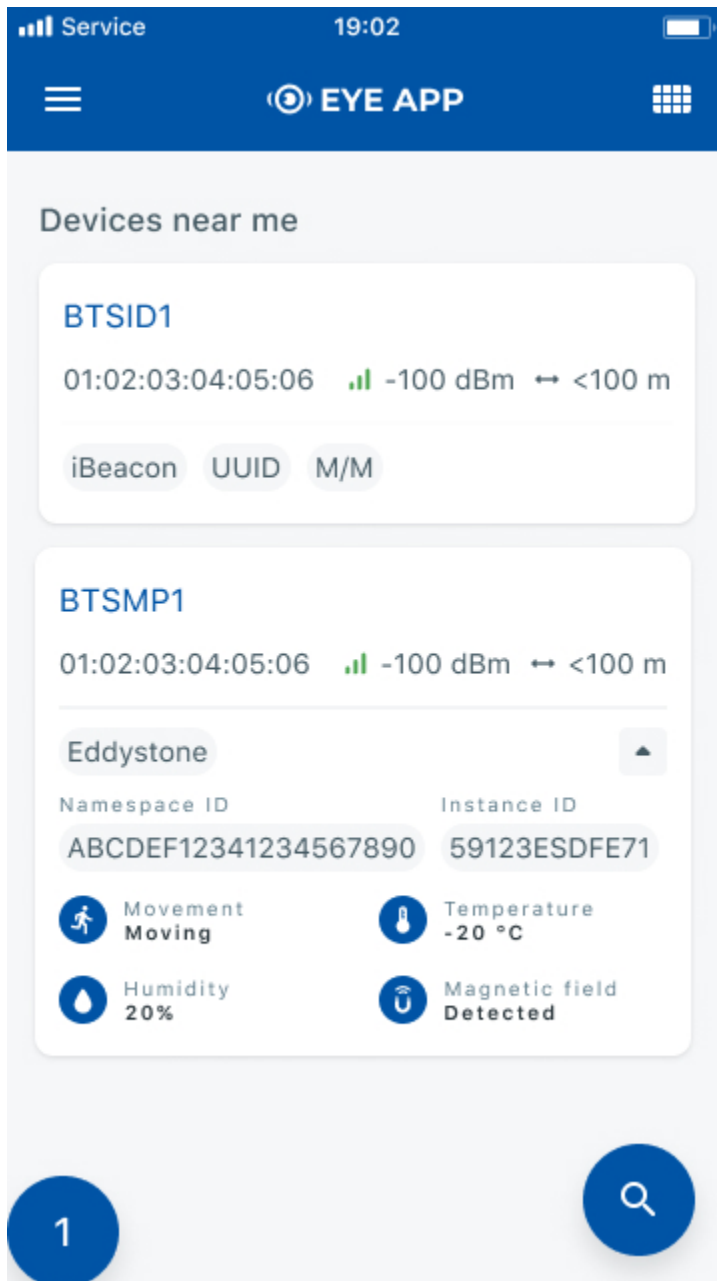 Service 19:02
EYE APP
Devices near me
BTSID1
01:02:03:04:05:06 -100 dBm ↔ <100 m
iBeacon UUID M/M
BTSMP1
01:02:03:04:05:06 -100 dBm ↔ <100 m
Eddystone
Namespace ID Instance ID
ABCDEF12341234567890 59123ESDFE71
Movement Temperature
Moving -20 °C
Humidity Magnetic field
20% Detected
1